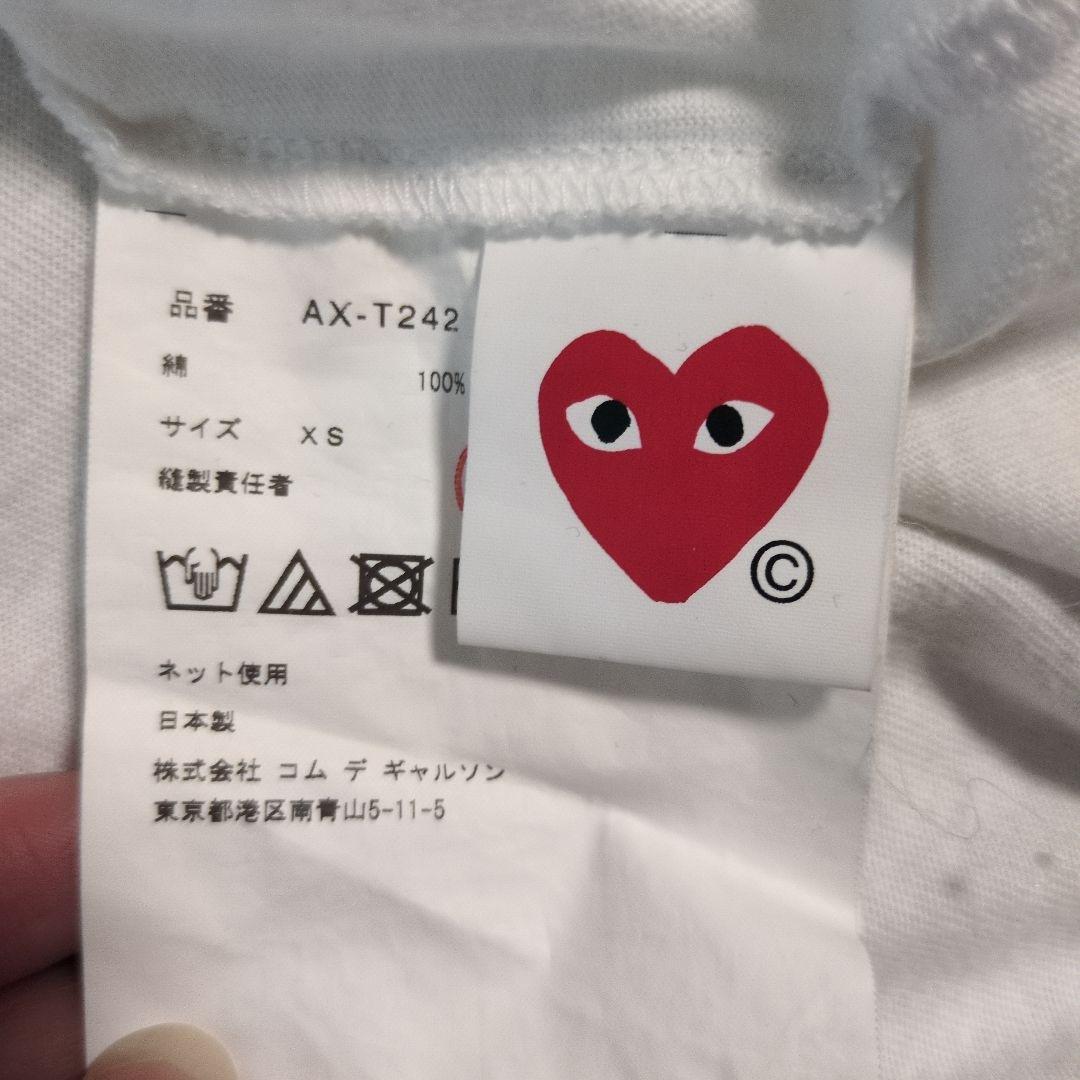 品番 AX-T242
綿 100%
サイズ XS
縫製責任者
ネット使用
日本製
株式会社 コム デ ギャルソン
東京都港区南青山5-11-5
©